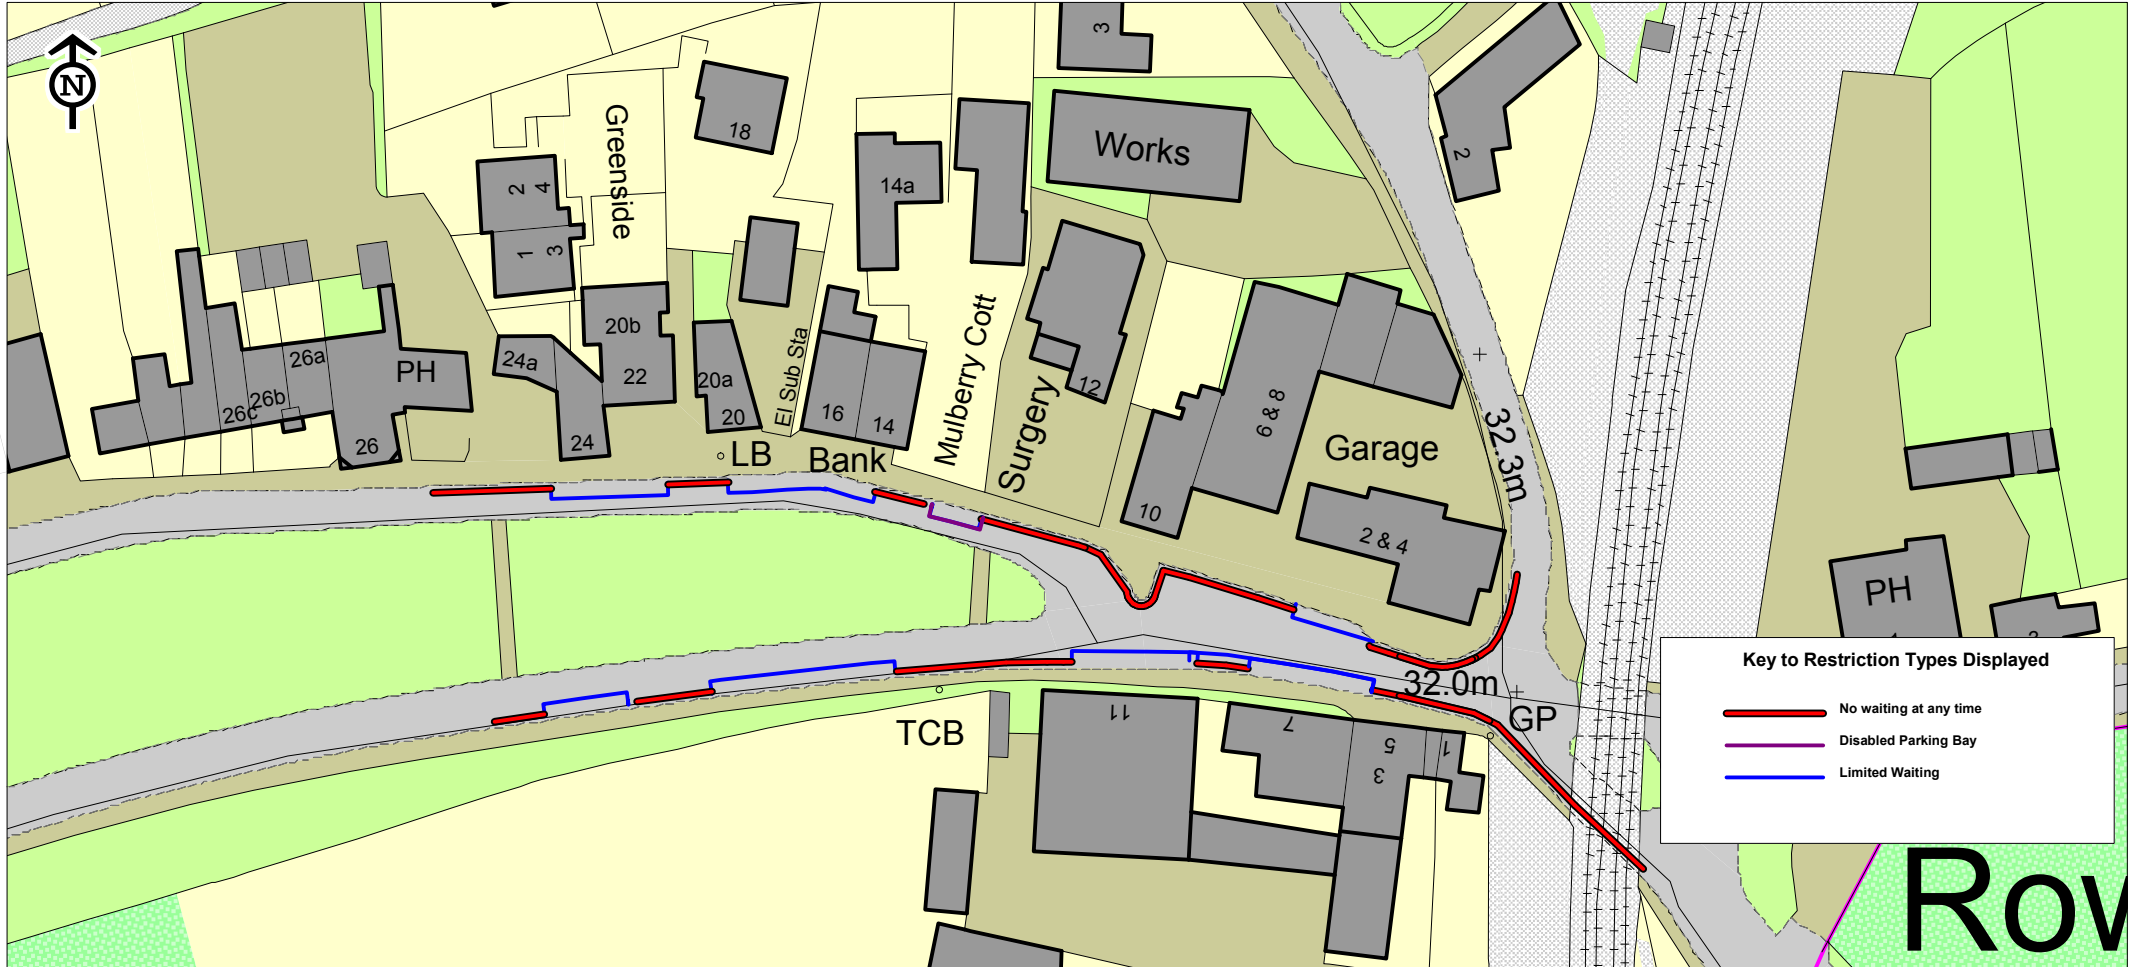 N
3
18
Greenside
Works
2
2
4
14a
1
3
20b
26a
PH
24a
22
20a
El Sub Sta
Mulberry Cott
Surgery
12
6 & 8
32.3m
26c
26b
26
24
20
16
14
Garage
LB
Bank
10
2 & 4
PH
32.0m
GP
TCB
11
7
5
3
1
Key to Restriction Types Displayed
No waiting at any time
Disabled Parking Bay
Limited Waiting
Row